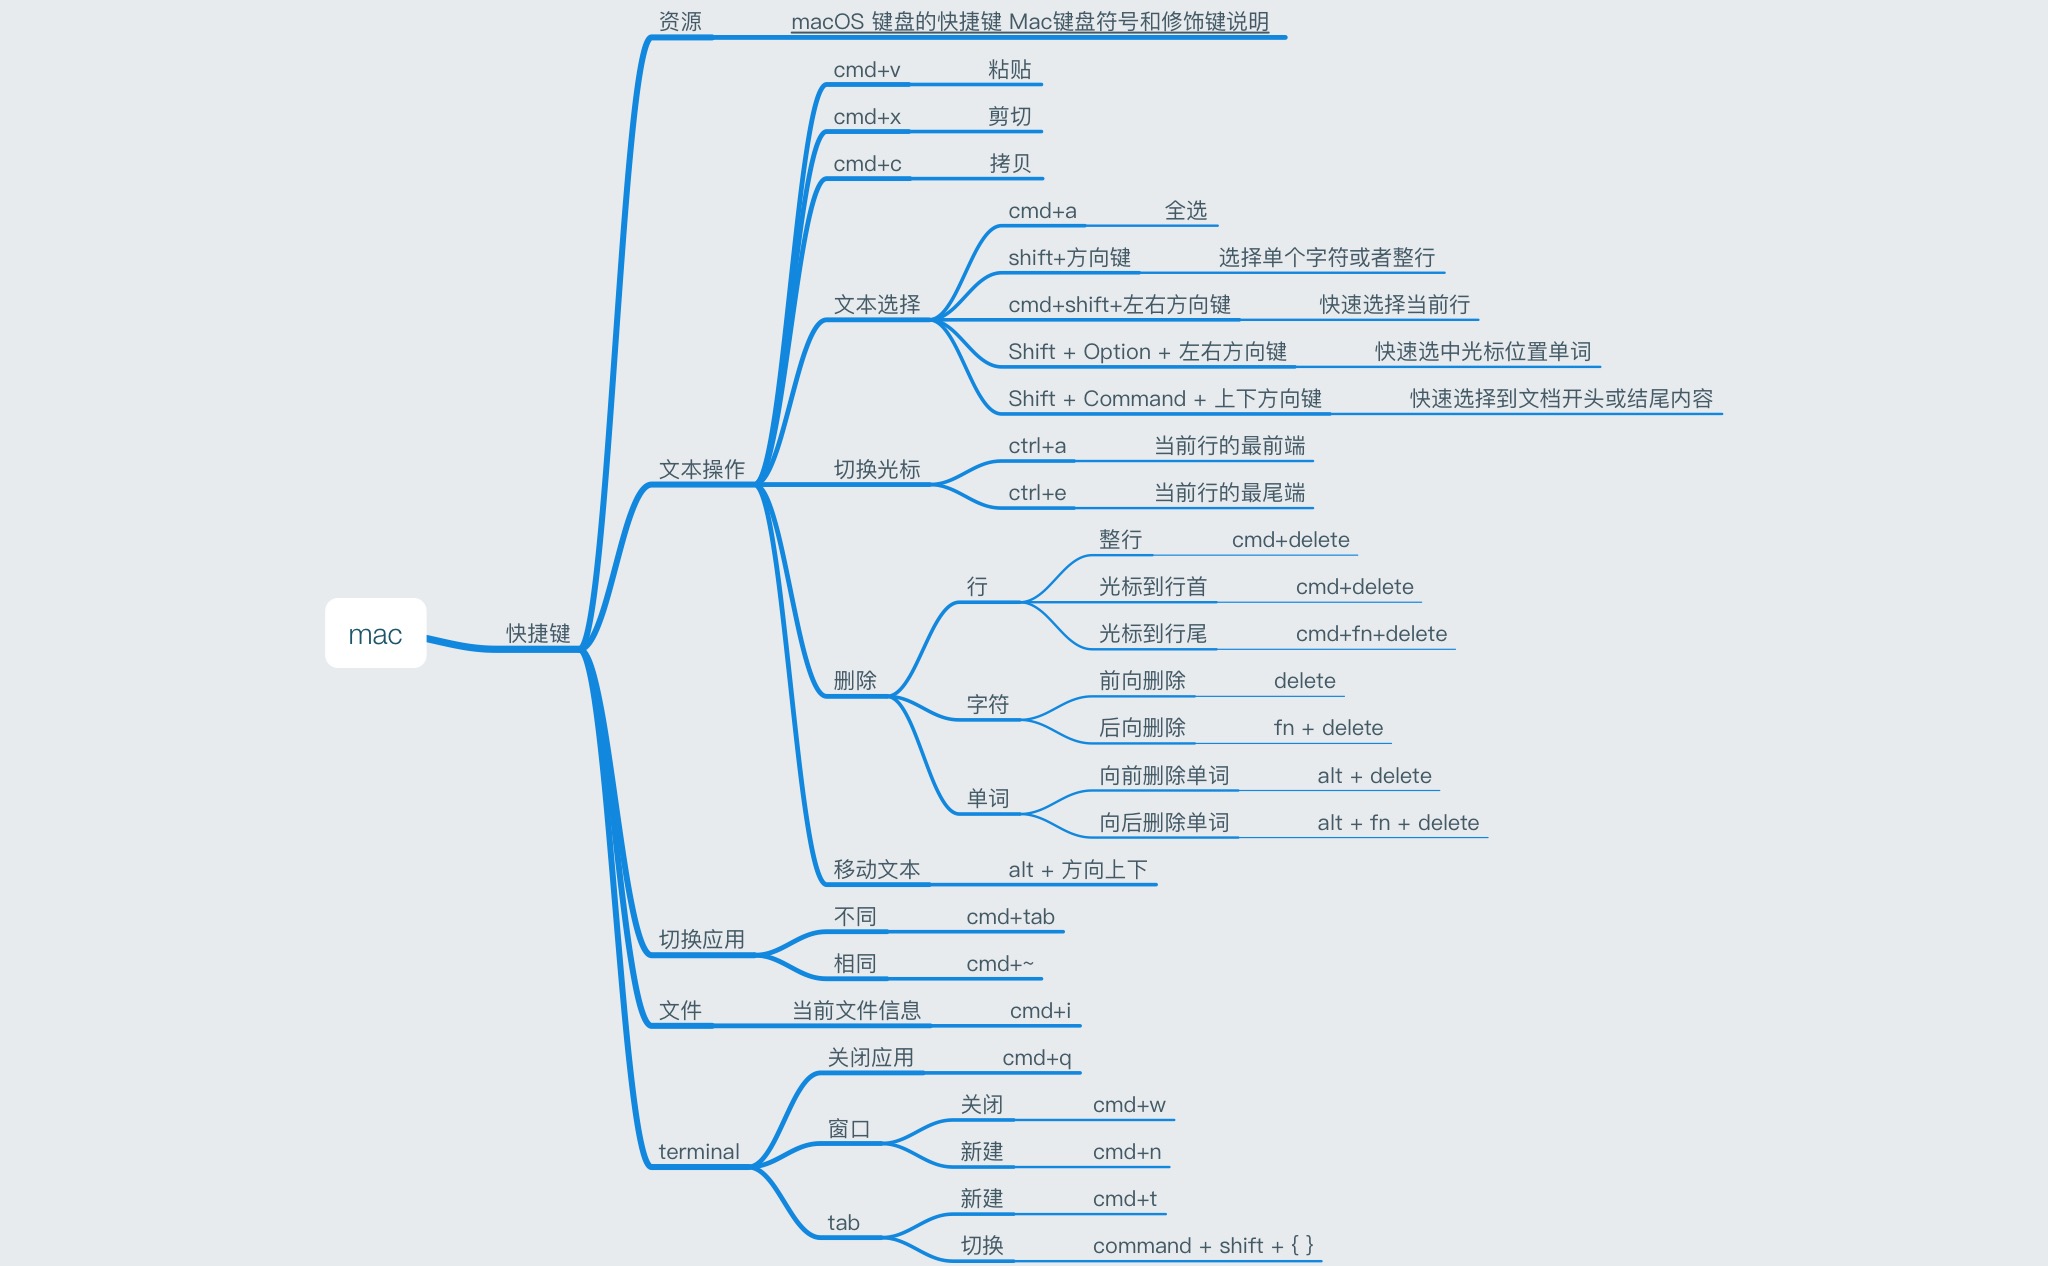 资源
macOS 键盘的快捷键 Mac键盘符号和修饰键说明
cmd+v 粘贴
cmd+x 剪切
cmd+c 拷贝
cmd+a 全选
shift+方向键 选择单个字符或者整行
文本选择 cmd+shift+左右方向键 快速选择当前行
Shift + Option + 左右方向键 快速选中光标位置单词
Shift + Command + 上下方向键 快速选择到文档开头或结尾内容
ctrl+a 当前行的最前端
文本操作 切换光标
ctrl+e 当前行的最尾端
整行 cmd+delete
行 光标到行首 cmd+delete
mac 快捷键 光标到行尾 cmd+fn+delete
删除 前向删除 delete
字符
后向删除 fn + delete
向前删除单词 alt + delete
单词
向后删除单词 alt + fn + delete
移动文本 alt + 方向上下
不同 cmd+tab
切换应用
相同 cmd+~
文件 当前文件信息 cmd+i
关闭应用 cmd+q
关闭 cmd+w
窗口
terminal 新建 cmd+n
新建 cmd+t
tab
切换 command + shift + { }